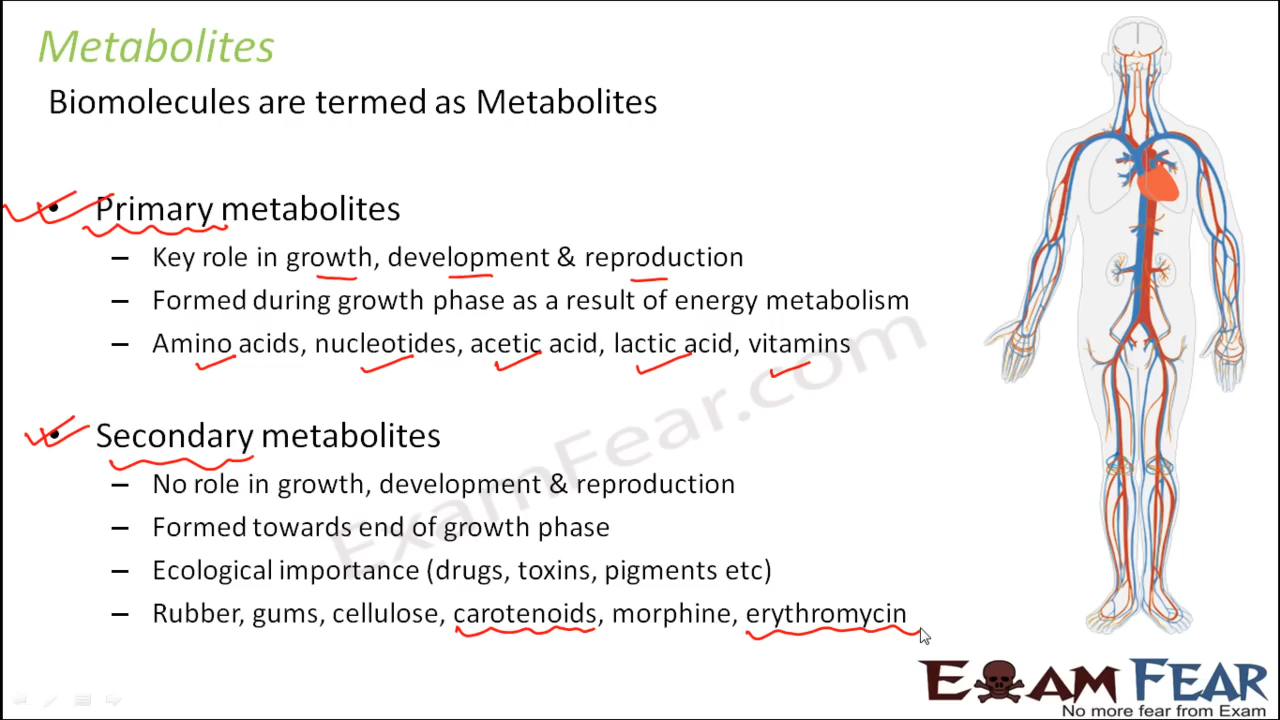 Metabolites
Biomolecules are termed as Metabolites
• Primary metabolites
– Key role in growth, development & reproduction
– Formed during growth phase as a result of energy metabolism
– Amino acids, nucleotides, acetic acid, lactic acid, vitamins
• Secondary metabolites
– No role in growth, development & reproduction
– Formed towards end of growth phase
– Ecological importance (drugs, toxins, pigments etc)
– Rubber, gums, cellulose, carotenoids, morphine, erythromycin
ExamFear.com
EXAM FEAR
No more fear from Exam